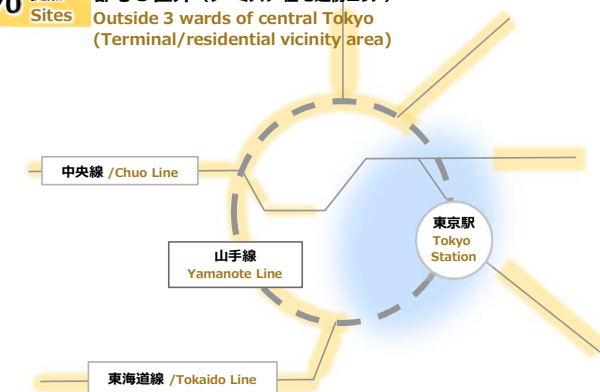 Sites
Outside 3 wards of central Tokyo
(Terminal/residential vicinity area)
中央線 /Chuo Line
東京駅
Tokyo
Station
山手線
Yamanote Line
東海道線 /Tokaido Line